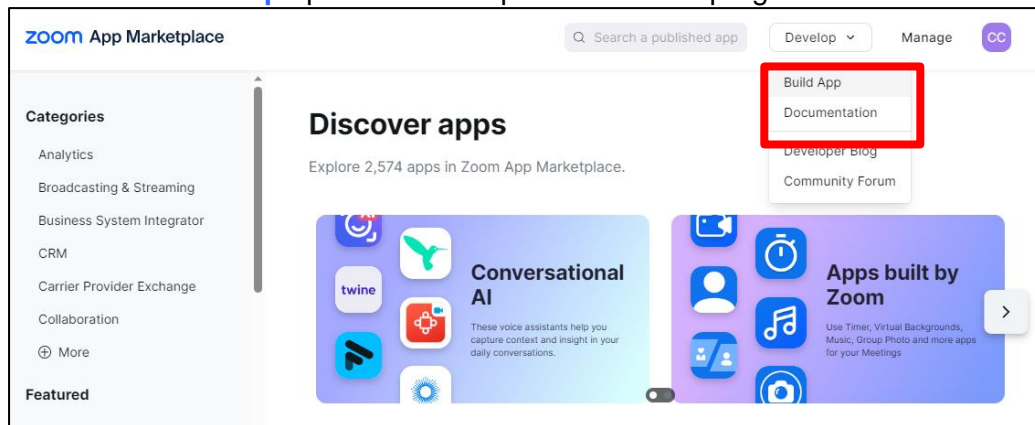 zoom App Marketplace
Search a published app
Develop
Manage
CC
Build App
Documentation
Developer Blog
Community Forum
Categories
Analytics
Broadcasting & Streaming
Business System Integrator
CRM
Carrier Provider Exchange
Collaboration
More
Featured
Discover apps
Explore 2,574 apps in Zoom App Marketplace.
twine
Conversational
AI
These voice assistants help you
capture context and insight in your
daily conversations.
Apps built by
Zoom
Use Timer, Virtual Backgrounds,
Music, Group Photo and more apps
for your Meetings